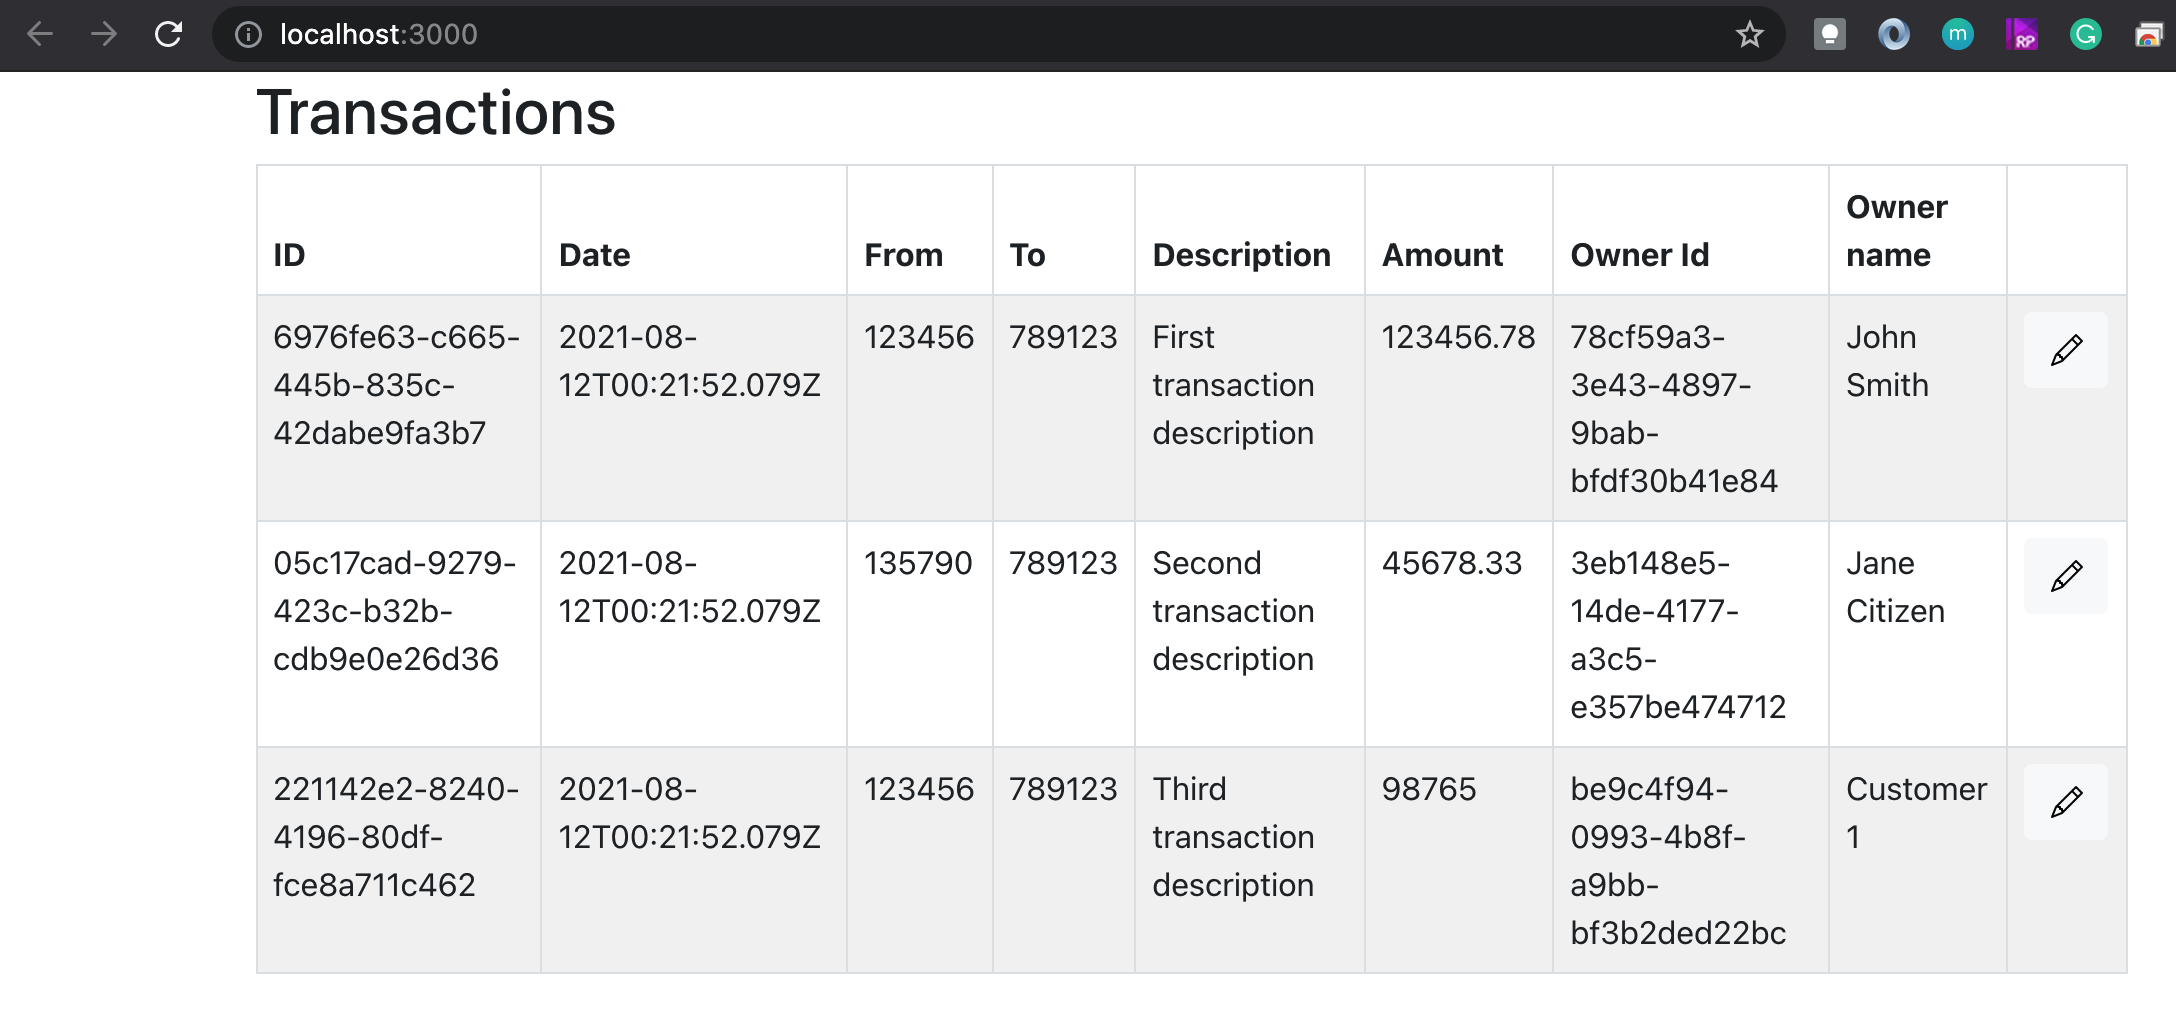 localhost:3000
m
RP
G
Transactions
ID Date From To Description Amount Owner Id Owner name
6976fe63-c665- 2021-08- 123456 789123 First 123456.78 78cf59a3- John
445b-835c- 12T00:21:52.079Z transaction 3e43-4897- Smith
42dabe9fa3b7 description 9bab-
bfdf30b41e84
05c17cad-9279- 2021-08- 135790 789123 Second 45678.33 3eb148e5- Jane
423c-b32b- 12T00:21:52.079Z transaction 14de-4177- Citizen
cdb9e0e26d36 description a3c5-
e357be474712
221142e2-8240- 2021-08- 123456 789123 Third 98765 be9c4f94- Customer
4196-80df- 12T00:21:52.079Z transaction 0993-4b8f- 1
fce8a711c462 description a9bb-
bf3b2ded22bc